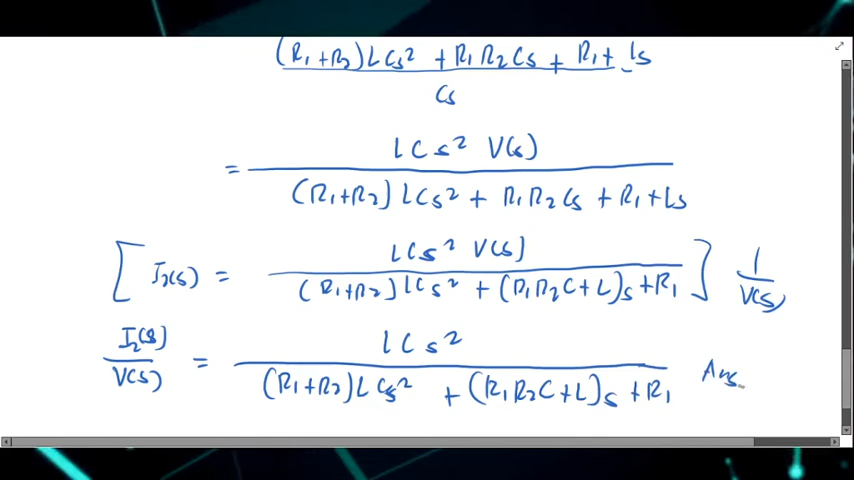 (R₁+R₂)LCs² + R₁R₂Cs + R₁ + Ls
Cs
= LCs² V(s)
(R₁+R₂)LCs² + R₁R₂Cs + R₁+Ls
[ I₂(s) = LCs² V(s) / (R₁+R₂)LCs² + (R₁R₂C+L)s +R₁ ] 1/V(s)
I₂(s)/V(s) = LCs² / (R₁+R₂)LCs² + (R₁R₂C+L)s +R₁ Ans